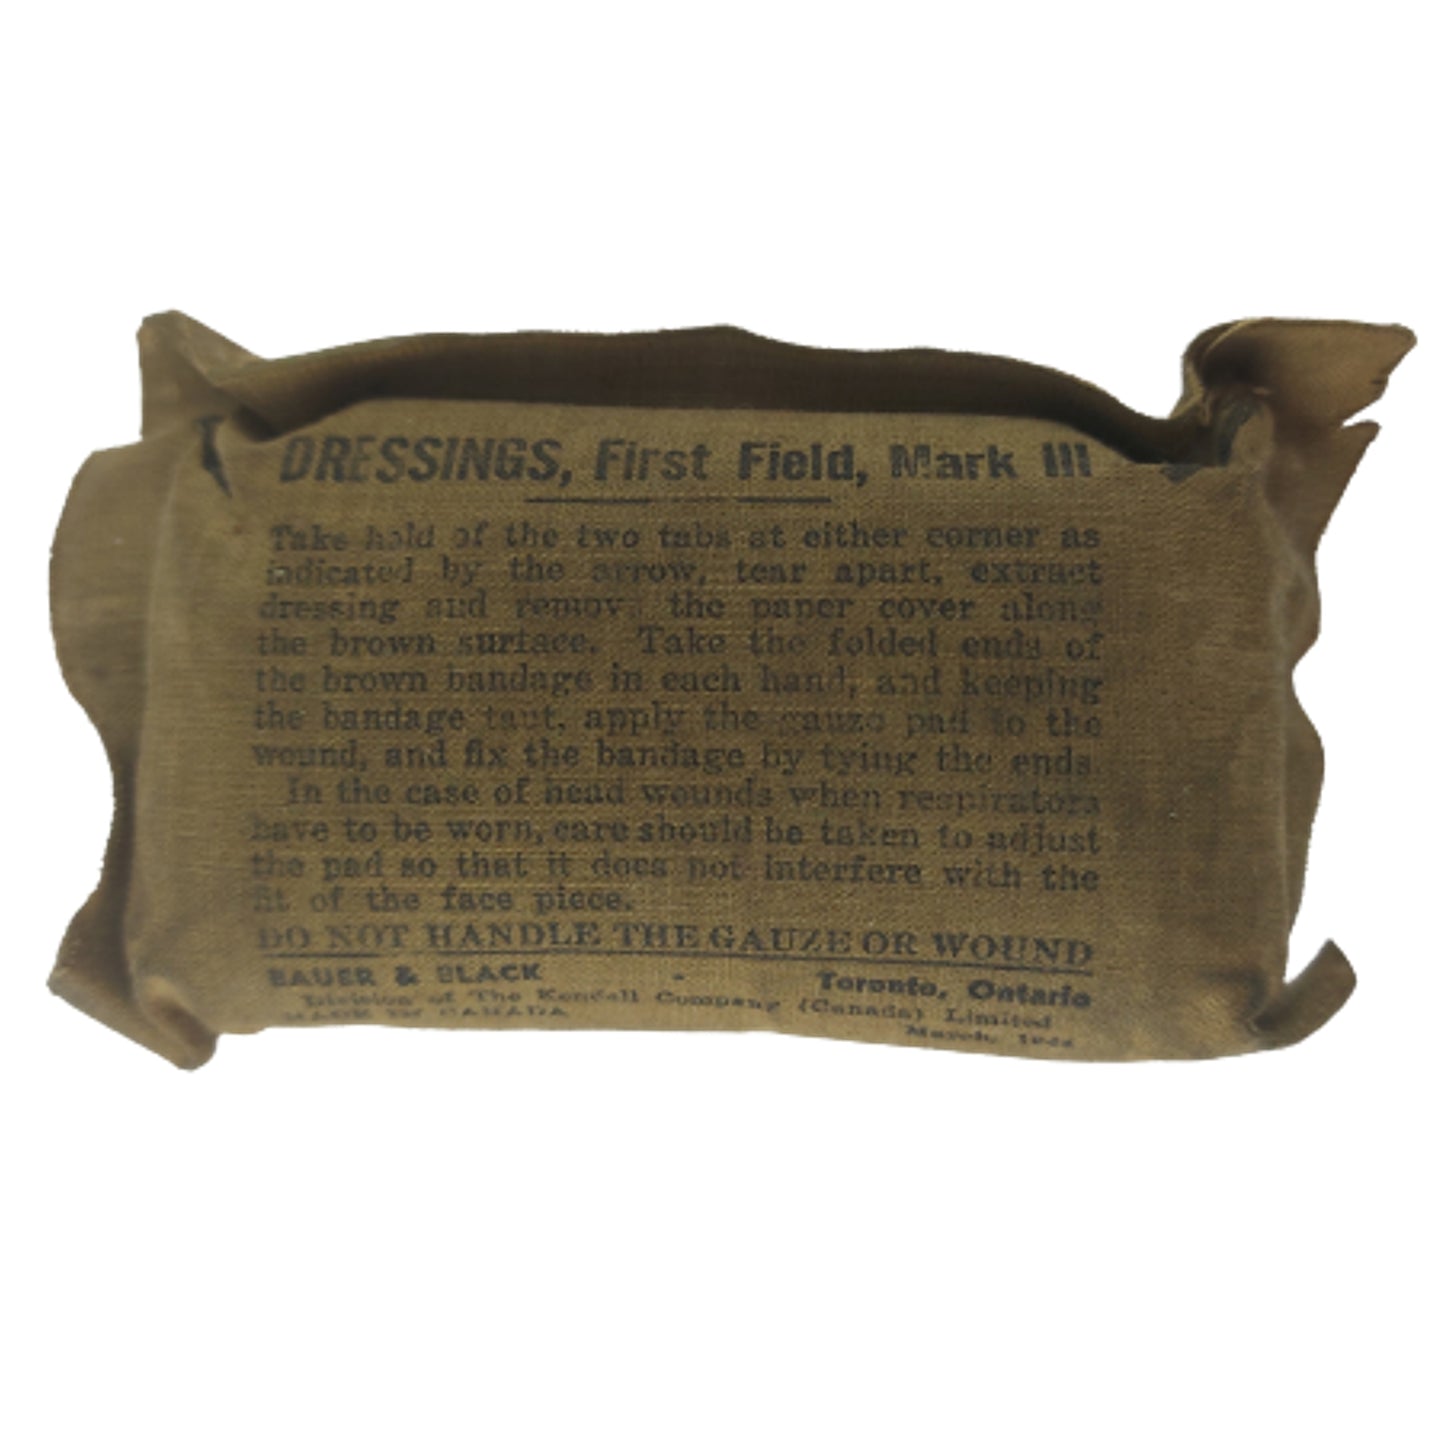 DRESSINGS, First Field, Mark III
Take hold of the two tabs at either corner as
indicated by the arrow, tear apart, extract
dressing and remove the paper cover along
the brown surface. Take the folded ends of
the brown bandage in each hand, and keeping
the bandage taut, apply the gauze pad to the
wound, and fix the bandage by tying the ends.
In the case of head wounds when respirators
have to be worn, care should be taken to adjust
the pad so that it does not interfere with the
fit of the face piece.
DO NOT HANDLE THE GAUZE OR WOUND
BAUER & BLACK - Toronto, Ontario
Division of The Kendall Company (Canada) Limited
MADE IN CANADA
March,